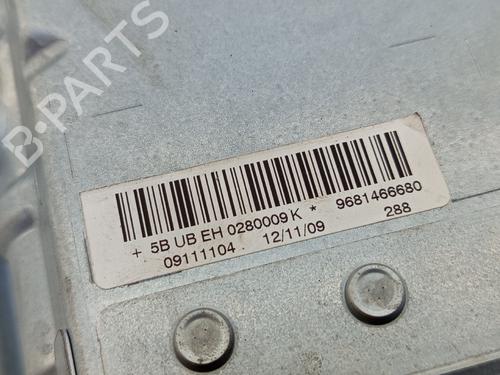 B-PARTS
+ 5B UB EH 0280009 K * 9681466680
09111104 12/11/09 288